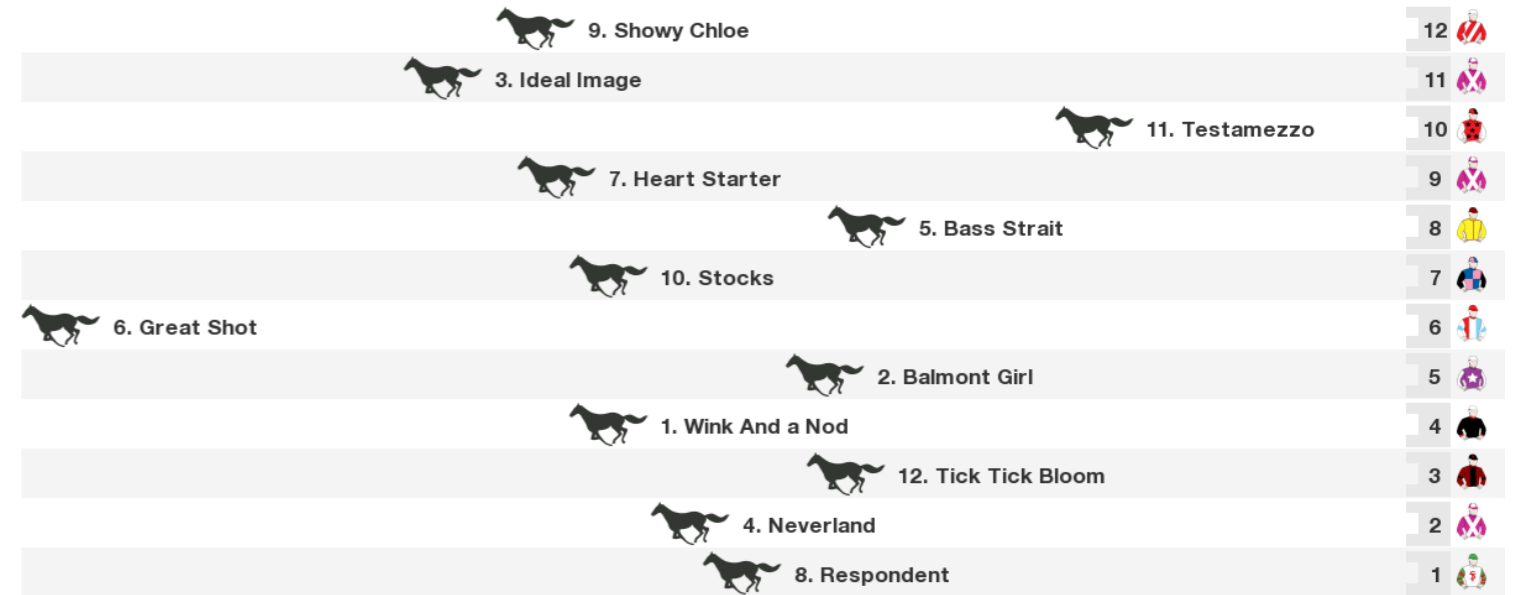 9. Showy Chloe 12
3. Ideal Image 11
11. Testamezzo 10
7. Heart Starter 9
5. Bass Strait 8
10. Stocks 7
6. Great Shot 6
2. Balmont Girl 5
1. Wink And a Nod 4
12. Tick Tick Bloom 3
4. Neverland 2
8. Respondent 1